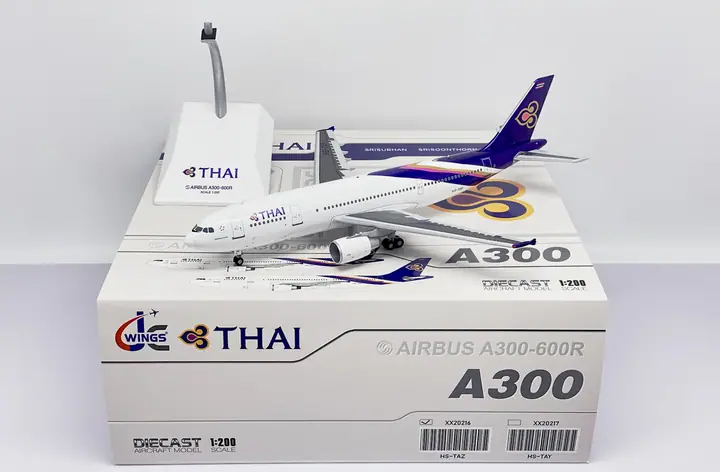 THAI
AIRBUS A300-600R
SCALE 1:200
SRISUBHAN
THAI
THAI
A300
DIECAST 1:200
AIRCRAFT MODEL SCALE
JC
WINGS
THAI
AIRBUS A300-600R
A300
XX20216
XX20217
HS-TAZ
HS-TAY
DIECAST 1:200
AIRCRAFT MODEL SCALE